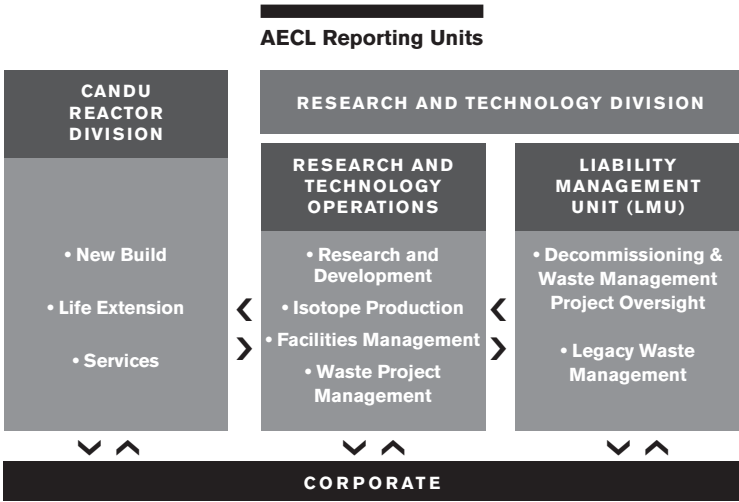 AECL Reporting Units
CANDU
REACTOR
DIVISION
• New Build
• Life Extension
• Services
RESEARCH AND TECHNOLOGY DIVISION
RESEARCH AND
TECHNOLOGY
OPERATIONS
• Research and
Development
• Isotope Production
• Facilities Management
• Waste Project
Management
LIABILITY
MANAGEMENT
UNIT (LMU)
• Decommissioning &
Waste Management
Project Oversight
• Legacy Waste
Management
CORPORATE